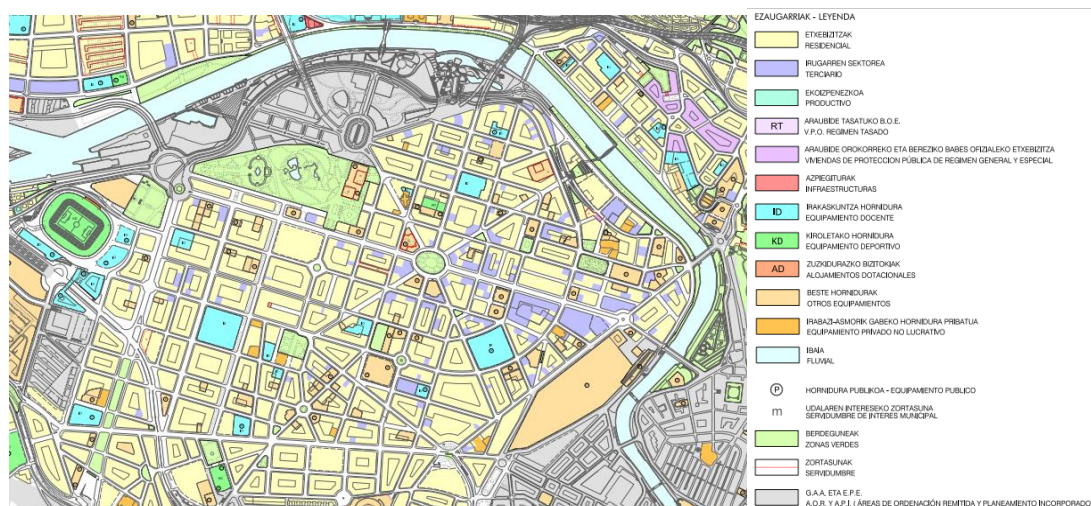 EZAUGARRIAK - LEYENDA
ETXEBIZITZAK
RESIDENCIAL
IRUGARREN SEKTOREA
TERCIARIO
EKOIZPENEZKOA
PRODUCTIVO
RT
ARAUBIDE TASATUKO B.O.E.
V.P.O. REGIMEN TASADO
ARAUBIDE OROKORREKO ETA BEREZIKO BABES OFIZIALEKO ETXEBIZITZA
VIVIENDAS DE PROTECCION PÚBLICA DE REGIMEN GENERAL Y ESPECIAL
AZPIEGITURAK
INFRAESTRUCTURAS
ID
IRAKASKUNTZA HORNIDURA
EQUIPAMIENTO DOCENTE
KD
KIROLETAKO HORNIDURA
EQUIPAMIENTO DEPORTIVO
AD
ZUZKIDURAZKO BIZITOKIAK
ALOJAMIENTOS DOTACIONALES
BESTE HORNIDURAK
OTROS EQUIPAMIENTOS
IRABAZI-ASMORIK GABEKO HORNIDURA PRIBATUA
EQUIPAMIENTO PRIVADO NO LUCRATIVO
IBAIA
FLUVIAL
P
HORNIDURA PUBLIKOA - EQUIPAMIENTO PUBLICO
m
UDALAREN INTERESEKO ZORTASUNA
SERVIDUMBRE DE INTERES MUNICIPAL
BERDEGUNEAK
ZONAS VERDES
ZORTASUNAK
SERVIDUMBRE
G.A.A. ETA E.P.E.
A.O.R. Y A.P.I. ( ÁREAS DE ORDENACIÓN REMITIDA Y PLANEAMIENTO INCORPORADO